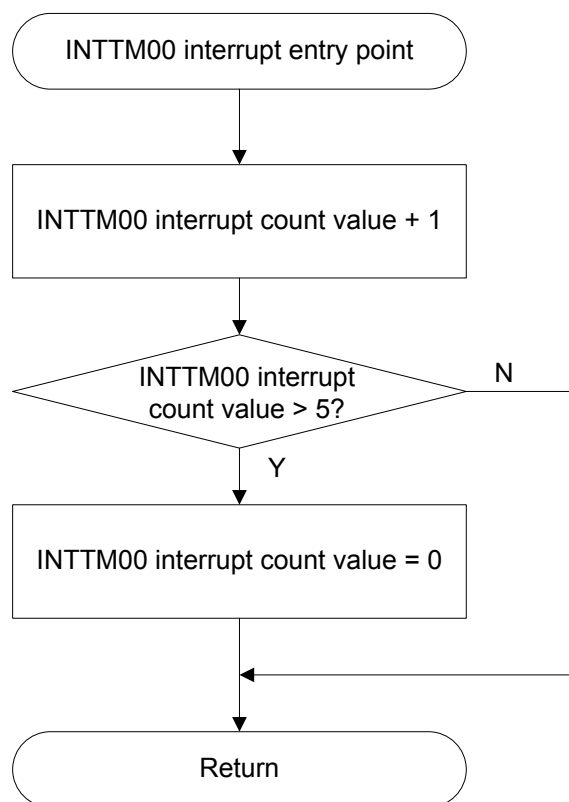 INTTM00 interrupt entry point
INTTM00 interrupt count value + 1
INTTM00 interrupt
count value > 5?
N
Y
INTTM00 interrupt count value = 0
Return